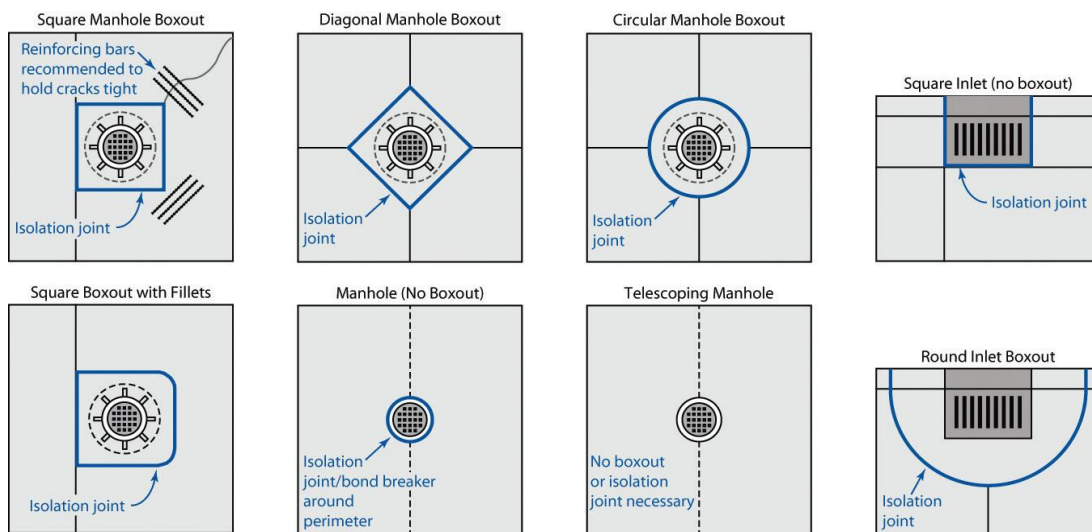 Square Manhole Boxout
Reinforcing bars
recommended to
hold cracks tight
Isolation joint
Diagonal Manhole Boxout
Isolation
joint
Circular Manhole Boxout
Isolation
joint
Square Inlet (no boxout)
Isolation joint
Square Boxout with Fillets
Isolation joint
Manhole (No Boxout)
Isolation
joint/bond breaker
around
perimeter
Telescoping Manhole
No boxout
or isolation
joint necessary
Round Inlet Boxout
Isolation
joint